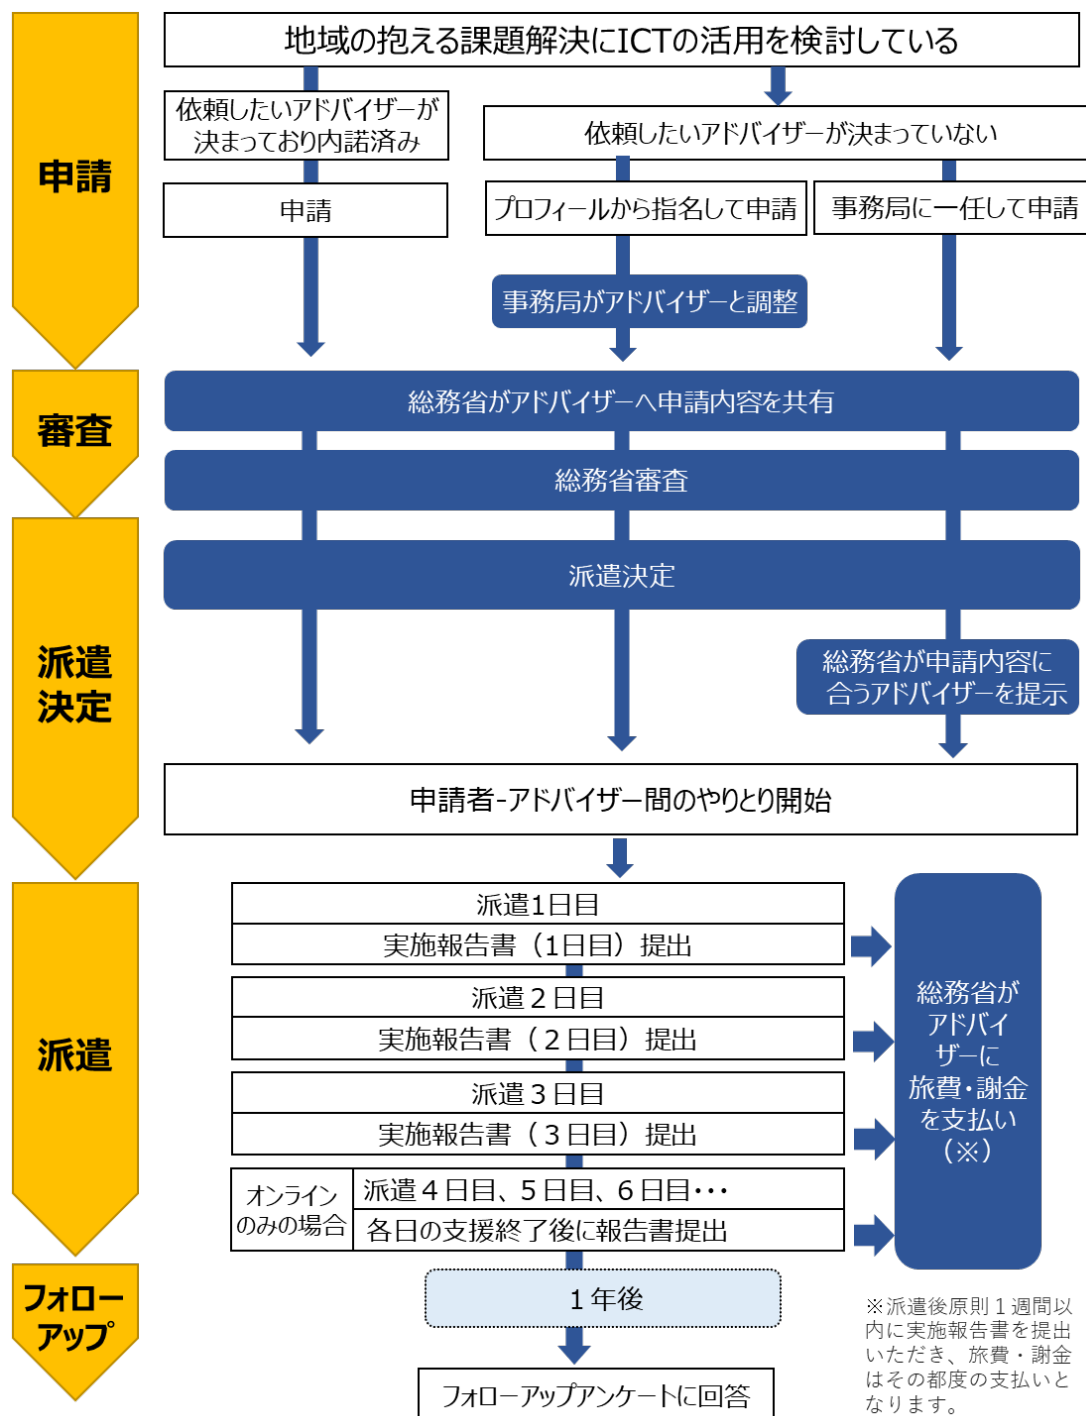 地域の抱える課題解決にICTの活用を検討している
依頼したいアドバイザーが
決まっており内諾済み
依頼したいアドバイザーが決まっていない
申請
申請
プロフィールから指名して申請
事務局に一任して申請
事務局がアドバイザーと調整
審査
総務省がアドバイザーへ申請内容を共有
総務省審査
派遣
決定
派遣決定
総務省が申請内容に
合うアドバイザーを提示
申請者-アドバイザー間のやりとり開始
派遣
派遣1日目
実施報告書（1日目）提出
派遣２日目
実施報告書（２日目）提出
派遣３日目
実施報告書（３日目）提出
オンライン
のみの場合
派遣４日目、５日目、６日目・・・
各日の支援終了後に報告書提出
総務省が
アドバイ
ザーに
旅費・謝金
を支払い
（※）
フォロー
アップ
１年後
フォローアップアンケートに回答
※派遣後原則１週間以
内に実施報告書を提出
いただき、旅費・謝金
はその都度の支払いと
なります。